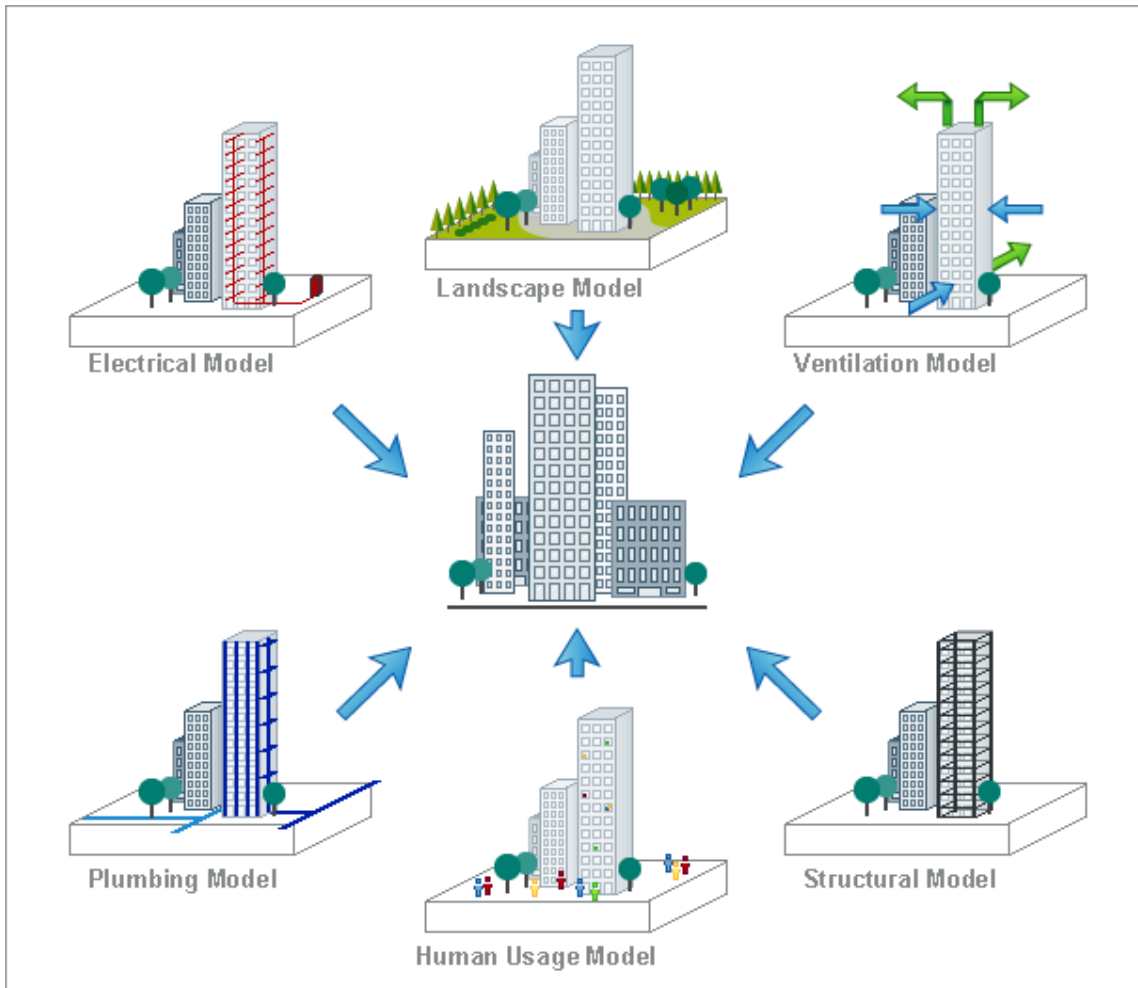 Landscape Model
Electrical Model
Ventilation Model
Plumbing Model
Structural Model
Human Usage Model